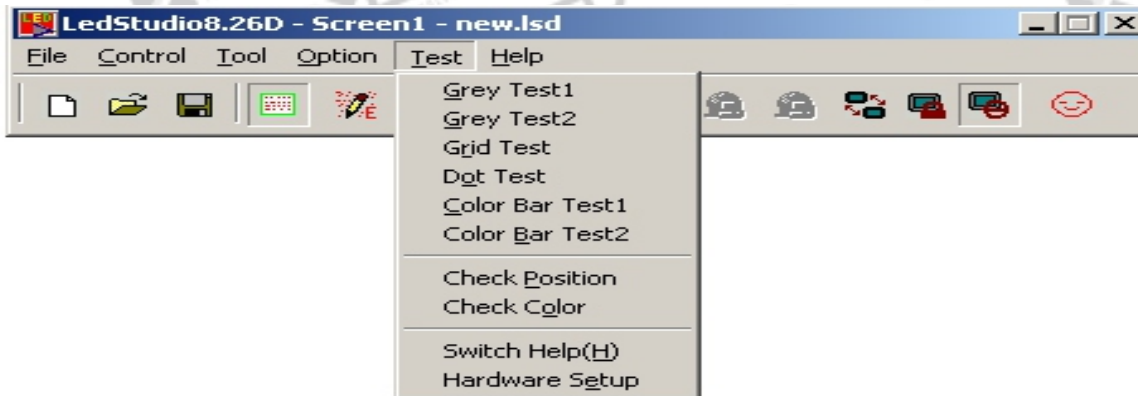 LedStudio8.26D - Screen1 - new.lsd
File Control Tool Option Test Help
Grey Test1
Grey Test2
Grid Test
Dot Test
Color Bar Test1
Color Bar Test2
Check Position
Check Color
Switch Help(H)
Hardware Setup